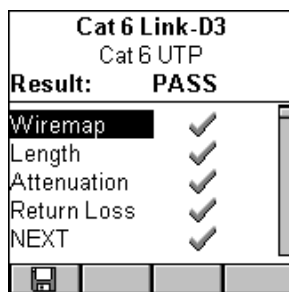 Cat 6 Link-D3
Cat 6 UTP
Result: PASS
Wiremap
Length
Attenuation
Return Loss
NEXT